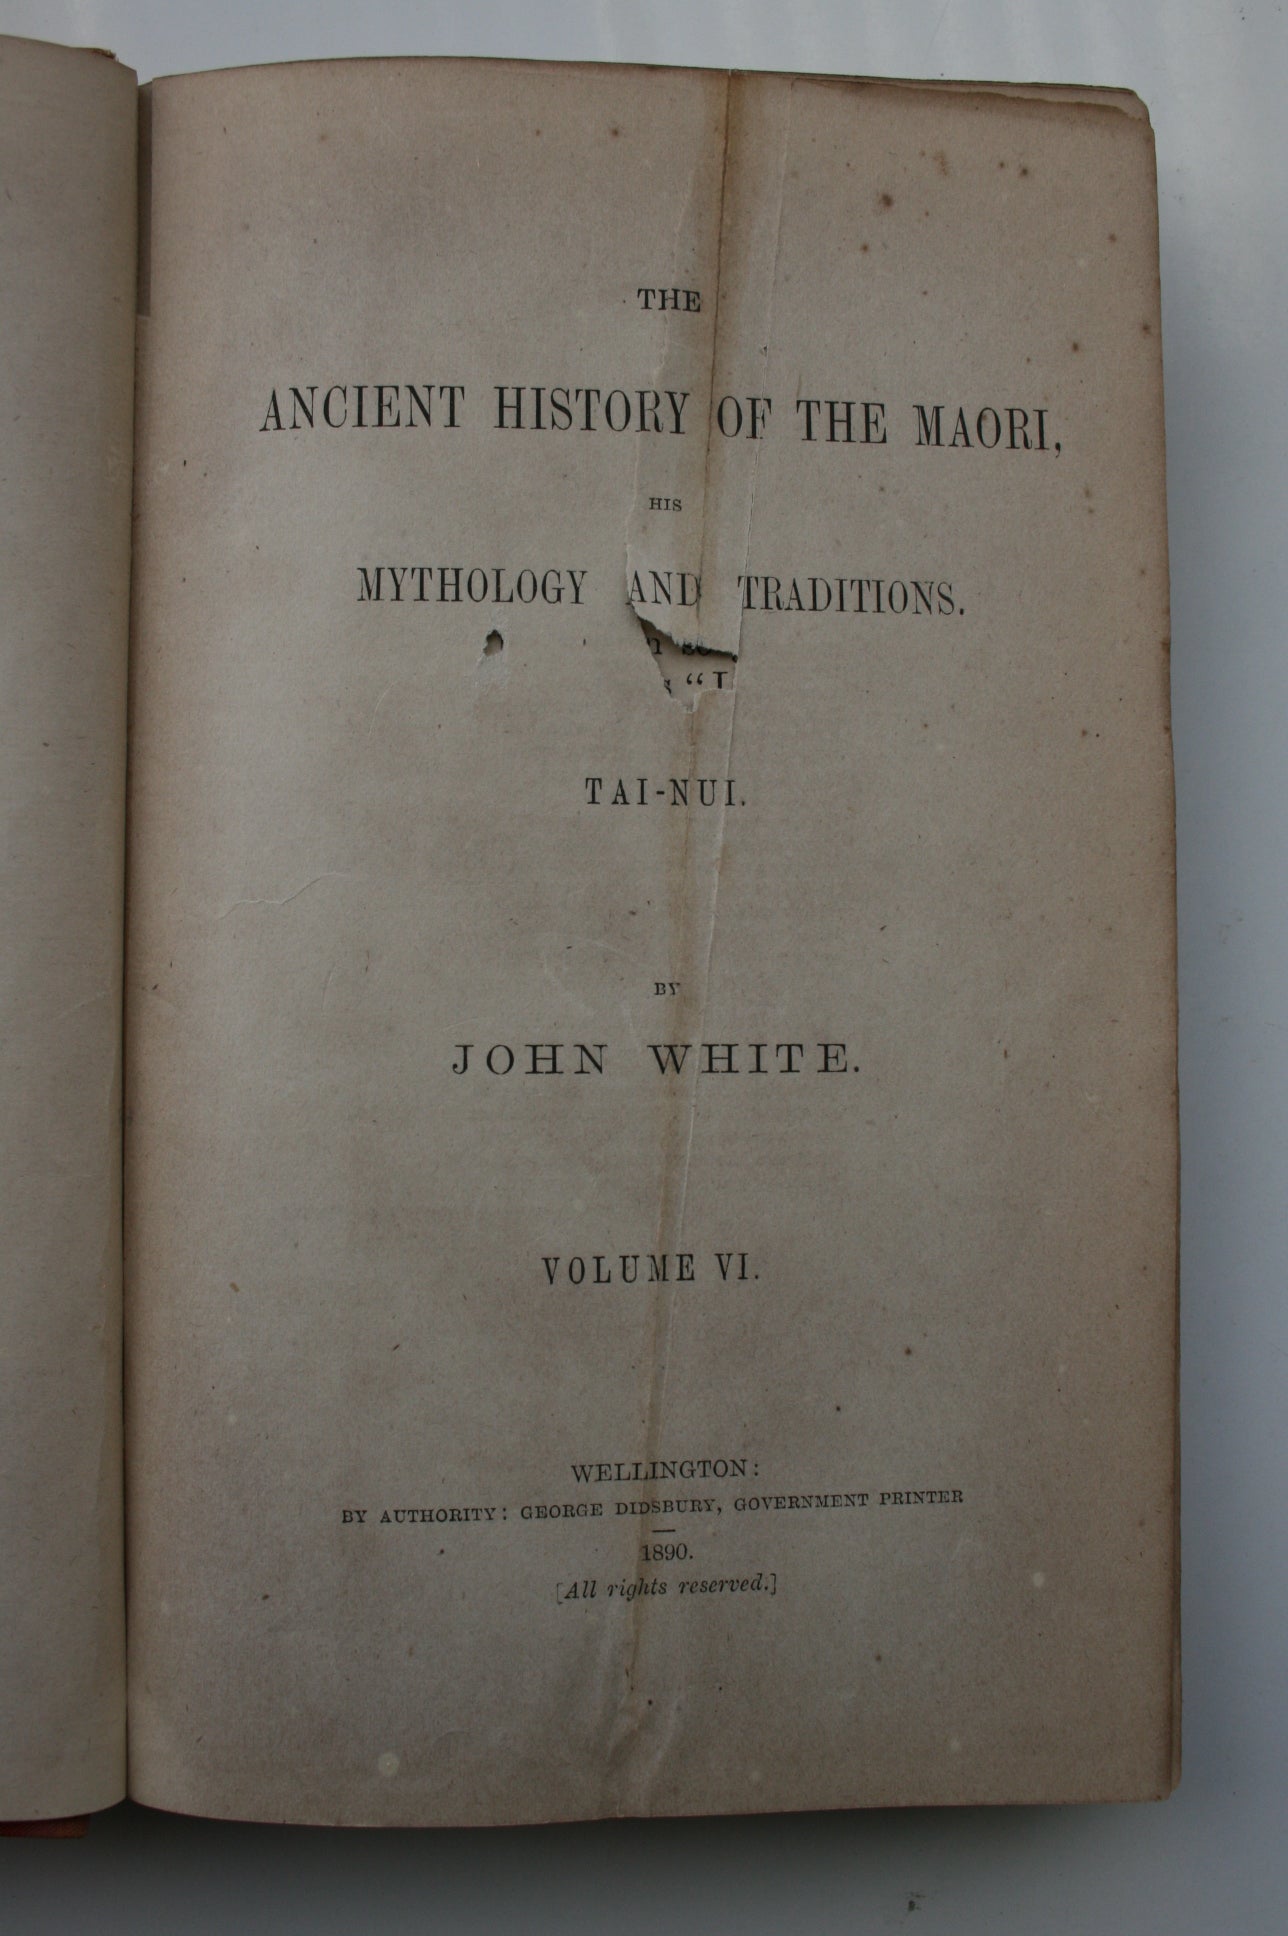 THE
ANCIENT HISTORY OF THE MAORI,
HIS
MYTHOLOGY AND TRADITIONS.
TAI-NUI.
BY
JOHN WHITE.
VOLUME VI.
WELLINGTON:
BY AUTHORITY: GEORGE DIDSBURY, GOVERNMENT PRINTER
1890.
[All rights reserved.]